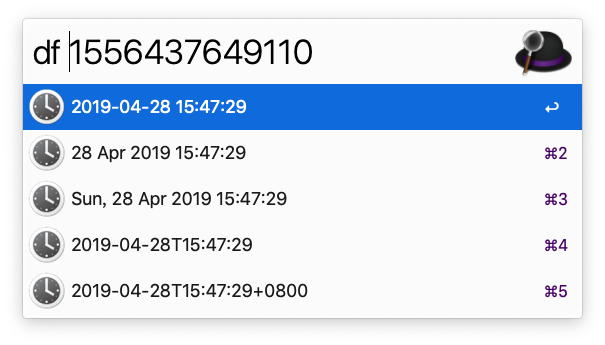 df 1556437649110
2019-04-28 15:47:29 ↩
28 Apr 2019 15:47:29 ⌘2
Sun, 28 Apr 2019 15:47:29 ⌘3
2019-04-28T15:47:29 ⌘4
2019-04-28T15:47:29+0800 ⌘5